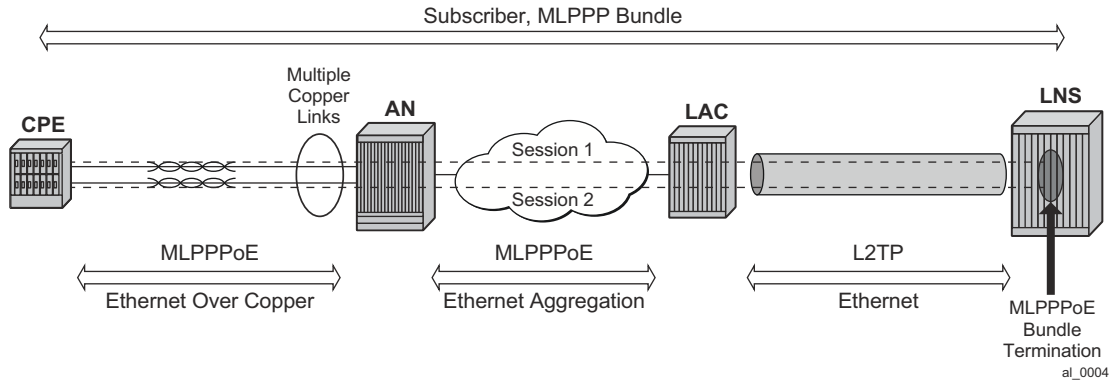 Subscriber, MLPPP Bundle
Multiple
Copper
Links
CPE
AN
LAC
LNS
Session 1
Session 2
MLPPPoE
Ethernet Over Copper
MLPPPoE
Ethernet Aggregation
L2TP
Ethernet
MLPPPoE
Bundle
Termination
al_0004